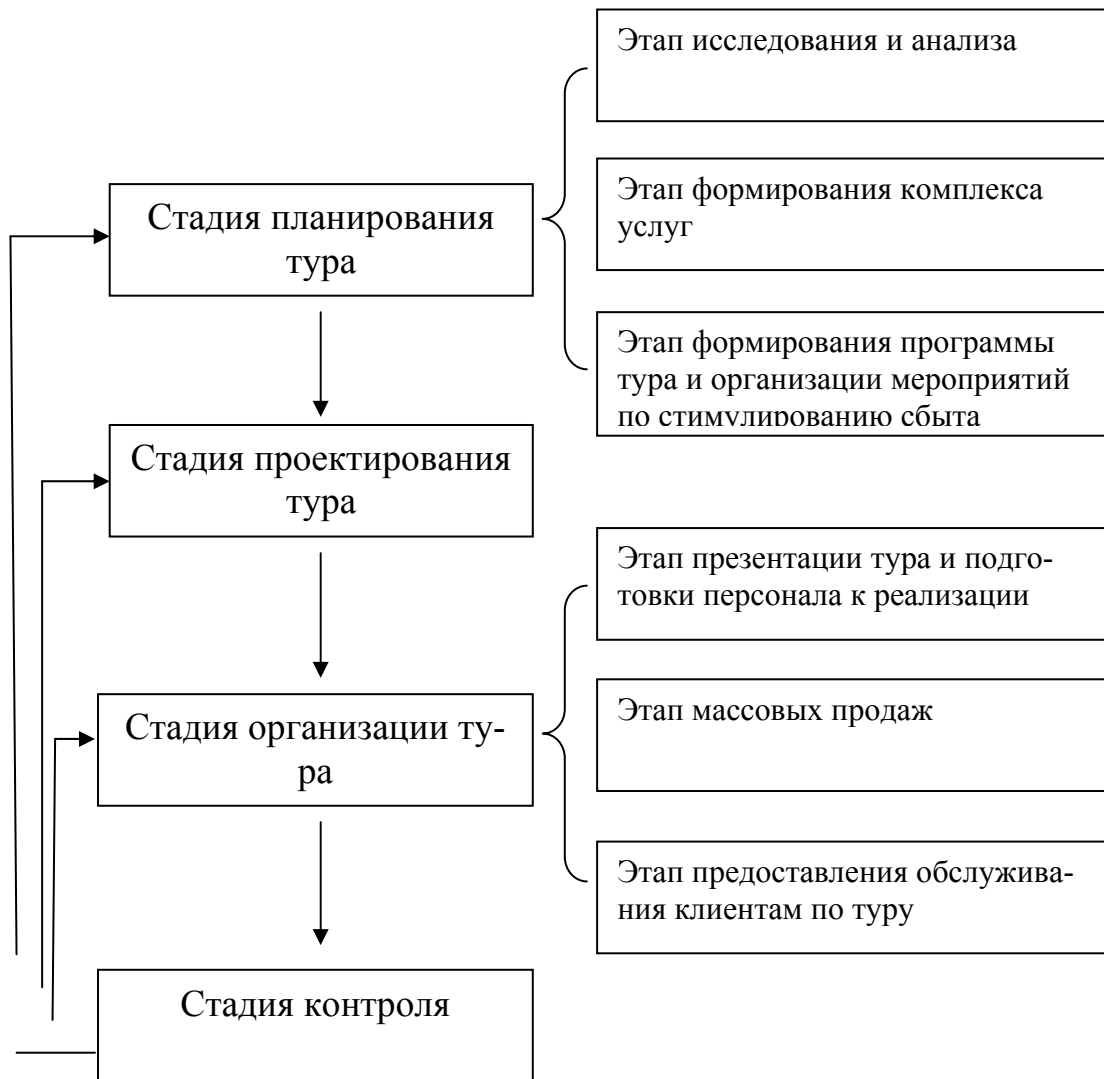 Этап исследования и анализа
Этап формирования комплекса
услуг
Стадия планирования
тура
Этап формирования программы
тура и организации мероприятий
по стимулированию сбыта
Стадия проектирования
тура
Этап презентации тура и подго-
товки персонала к реализации
Стадия организации ту-
ра
Этап массовых продаж
Этап предоставления обслужива-
ния клиентам по туру
Стадия контроля